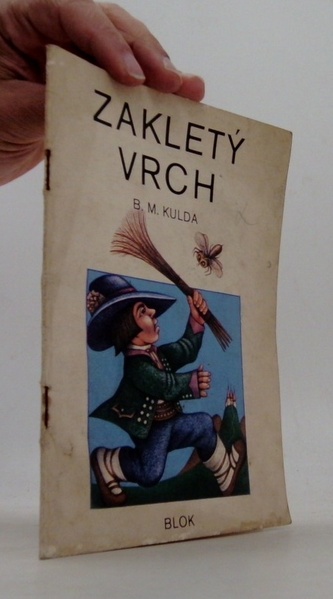 ZAKLETÝ
VRCH
B. M. KULDA
BLOK